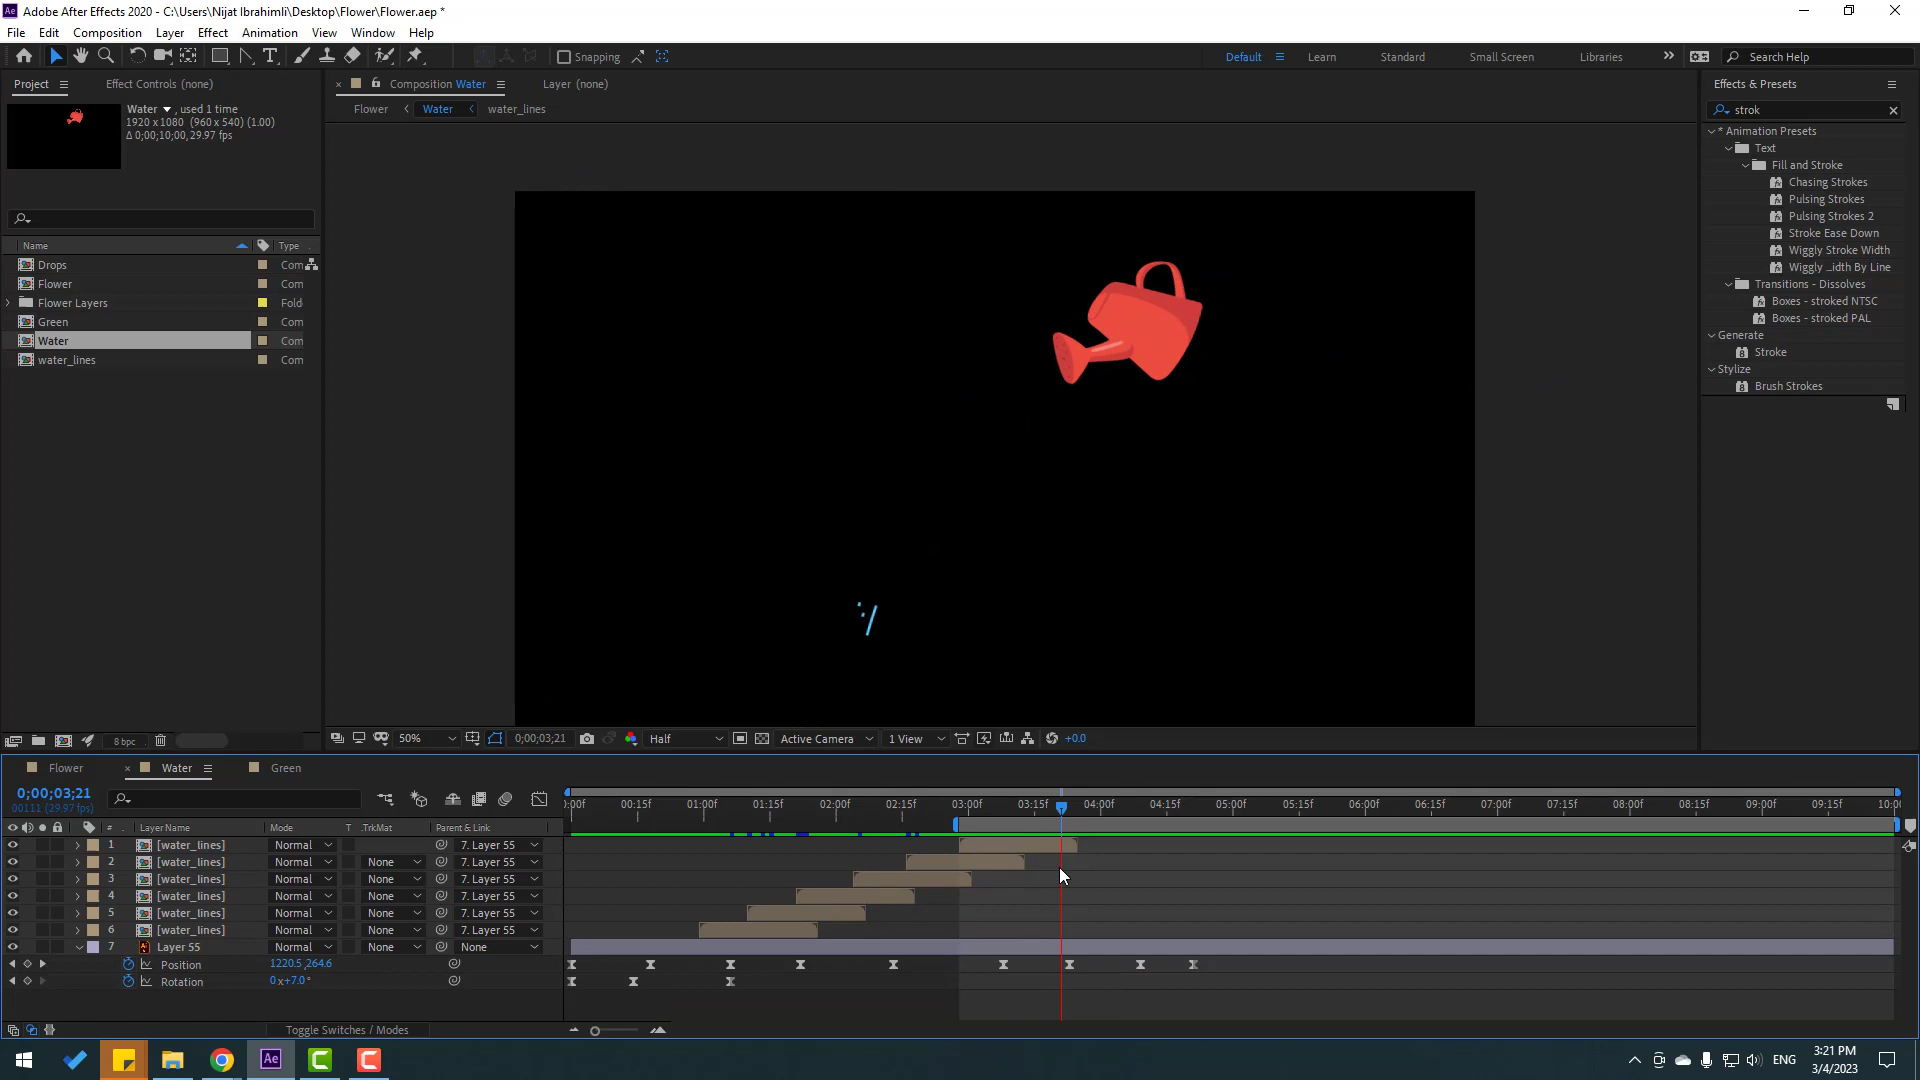 Adobe After Effects 2020 - C:\Users\Nijat Ibrahimli\Desktop\Flower\Flower.aep *
File Edit Composition Layer Effect Animation View Window Help
Snapping
Default Learn Standard Small Screen Libraries Search Help
Project Effect Controls (none)
Water , used 1 time
1920 x 1080 (960 x 540) (1.00)
Δ 0;00;10;00, 29.97 fps
Name Type
Drops Com
Flower Com
Flower Layers Fold
Green Com
Water Com
water_lines Com
8 bpc
Composition Water Layer (none)
Flower Water water_lines
50% 0;00;03;21 Half Active Camera 1 View +0.0
Effects & Presets
strok
* Animation Presets
Text
Fill and Stroke
Chasing Strokes
Pulsing Strokes
Pulsing Strokes 2
Stroke Ease Down
Wiggly Stroke Width
Wiggly ...idth By Line
Transitions - Dissolves
Boxes - stroked NTSC
Boxes - stroked PAL
Generate
Stroke
Stylize
Brush Strokes
Flower Water Green
0;00;03;21
00111 (29.97 fps)
:00f 00:15f 01:00f 01:15f 02:00f 02:15f 03:00f 03:15f 04:00f 04:15f 05:00f 05:15f 06:00f 06:15f 07:00f 07:15f 08:00f 08:15f 09:00f 09:15f 10:00
# Layer Name Mode T .TrkMat Parent & Link
1 [water_lines] Normal 7. Layer 55
2 [water_lines] Normal None 7. Layer 55
3 [water_lines] Normal None 7. Layer 55
4 [water_lines] Normal None 7. Layer 55
5 [water_lines] Normal None 7. Layer 55
6 [water_lines] Normal None 7. Layer 55
7 Layer 55 Normal None None
Position 1220.5,264.6
Rotation 0x+7.0°
Toggle Switches / Modes
ENG
3:21 PM
3/4/2023